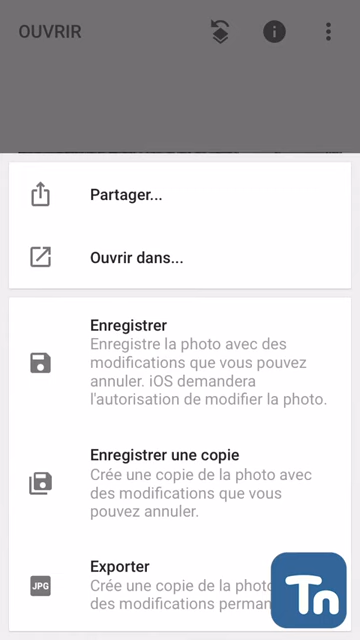 OUVRIR
Partager...
Ouvrir dans...
Enregistrer
Enregistre la photo avec des
modifications que vous pouvez
annuler. iOS demandera
l'autorisation de modifier la photo.
Enregistrer une copie
Crée une copie de la photo avec
des modifications que vous
pouvez annuler.
Exporter
JPG
Crée une copie de la photo
des modifications
Tn